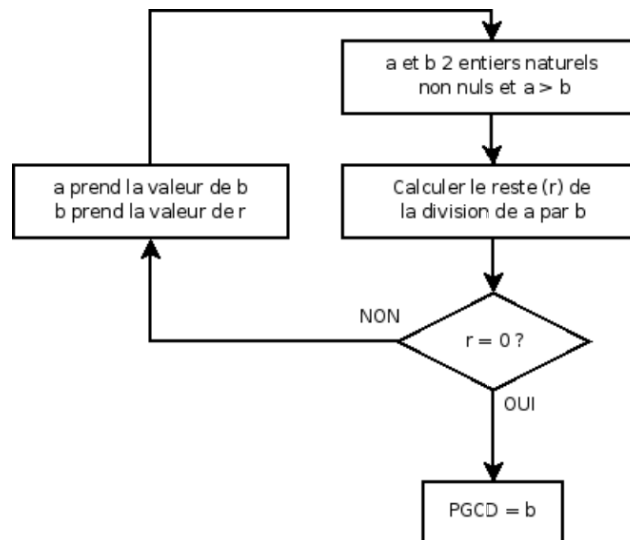 a et b 2 entiers naturels
non nuls et a > b
a prend la valeur de b
b prend la valeur de r
Calculer le reste (r) de
la division de a par b
NON
r = 0 ?
OUI
PGCD = b